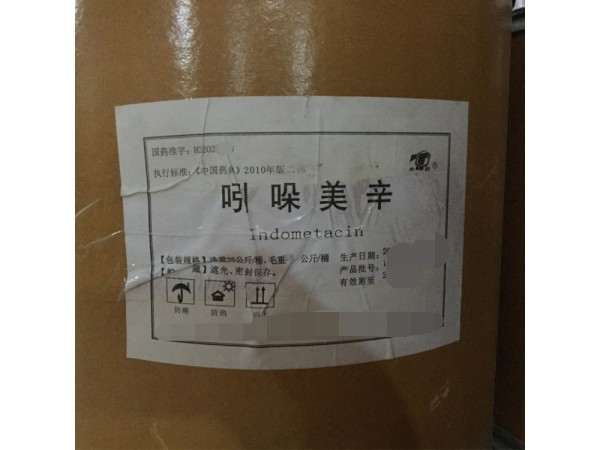 国药准字：H202
执行标准：《中国药典》2010年版二
吲哚美辛
Indometacin
【包装规格】净重25公斤/桶、毛重 公斤/桶
【 藏】遮光、密封保存。
生产日期：20
产品批号：1
有效期至
防潮 防热 向上